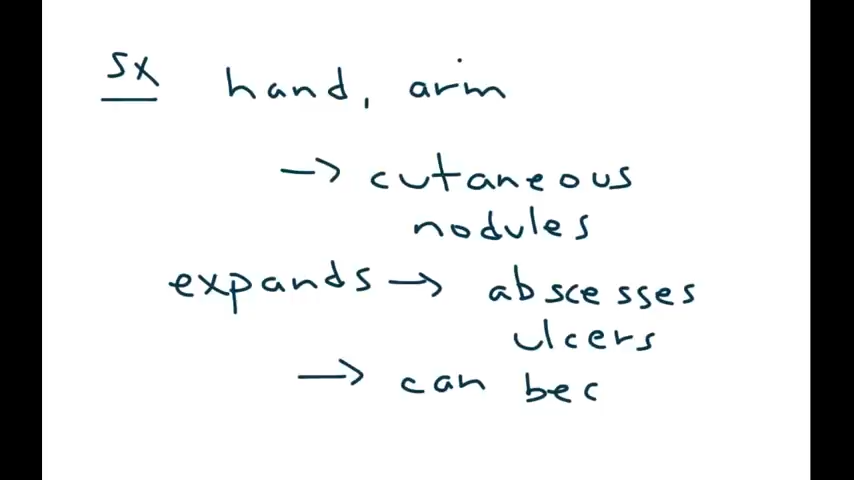 Sx hand, arm
→ cutaneous
nodules
expands → abscesses
ulcers
→ can bec